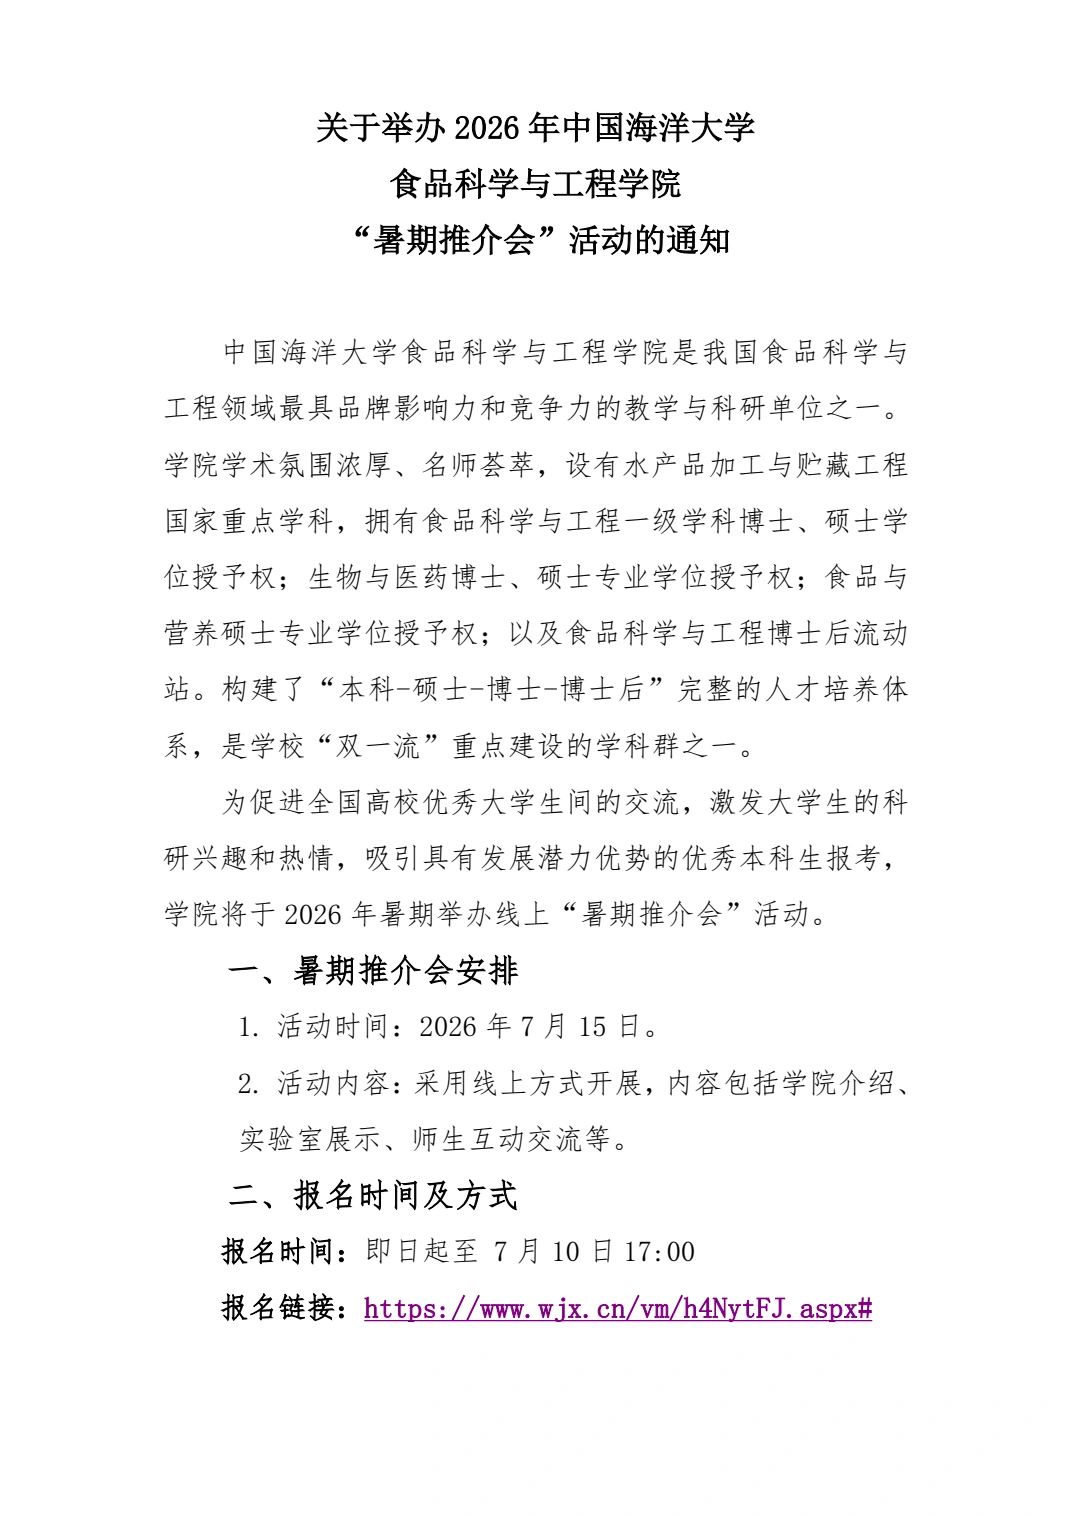 关于举办 2026 年中国海洋大学
食品科学与工程学院
“暑期推介会”活动的通知
中国海洋大学食品科学与工程学院是我国食品科学与
工程领域最具品牌影响力和竞争力的教学与科研单位之一。
学院学术氛围浓厚、名师荟萃，设有水产品加工与贮藏工程
国家重点学科，拥有食品科学与工程一级学科博士、硕士学
位授予权；生物与医药博士、硕士专业学位授予权；食品与
营养硕士专业学位授予权；以及食品科学与工程博士后流动
站。构建了“本科-硕士-博士-博士后”完整的人才培养体
系，是学校“双一流”重点建设的学科群之一。
为促进全国高校优秀大学生间的交流，激发大学生的科
研兴趣和热情，吸引具有发展潜力优势的优秀本科生报考，
学院将于 2026 年暑期举办线上“暑期推介会”活动。
一、暑期推介会安排
1. 活动时间：2026 年 7 月 15 日。
2. 活动内容：采用线上方式开展，内容包括学院介绍、
实验室展示、师生互动交流等。
二、报名时间及方式
报名时间：即日起至 7 月 10 日 17:00
报名链接：https://www.wjx.cn/vm/h4NytFJ.aspx#